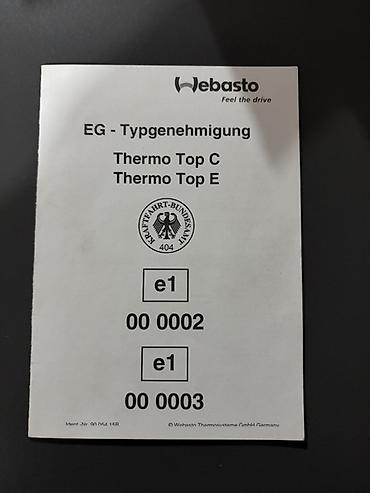 Webasto
Feel the drive
EG - Typgenehmigung
Thermo Top C
Thermo Top E
KRAFTFAHRT-BUNDESAMT
404
e1
00 0002
e1
00 0003
© Webasto Thermosysteme GmbH Germany